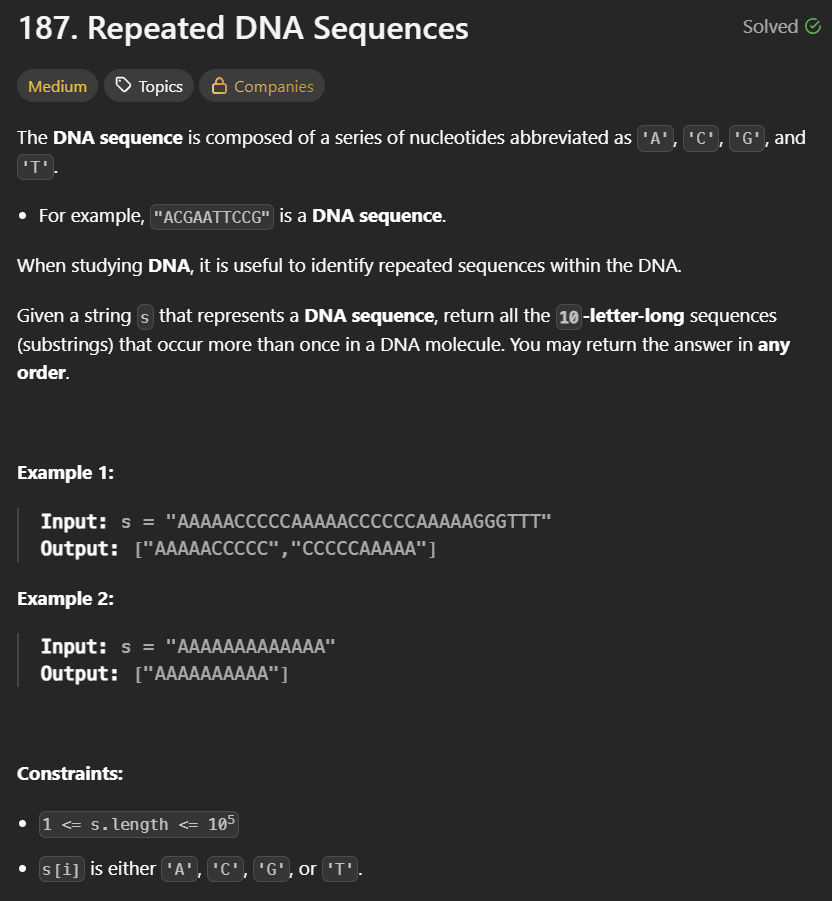 187. Repeated DNA Sequences
Solved
Medium
Topics
Companies
The DNA sequence is composed of a series of nucleotides abbreviated as 'A', 'C', 'G', and
'T'.
• For example, "ACGAATTCCG" is a DNA sequence.
When studying DNA, it is useful to identify repeated sequences within the DNA.
Given a string s that represents a DNA sequence, return all the 10-letter-long sequences
(substrings) that occur more than once in a DNA molecule. You may return the answer in any
order.
Example 1:
Input: s = "AAAAACCCCCAAAAACCCCCCAAAAAGGGTTT"
Output: ["AAAAACCCCC","CCCCCAAAAA"]
Example 2:
Input: s = "AAAAAAAAAAAAA"
Output: ["AAAAAAAAAA"]
Constraints:
• 1 <= s.length <= 10⁵
• s[i] is either 'A', 'C', 'G', or 'T'.